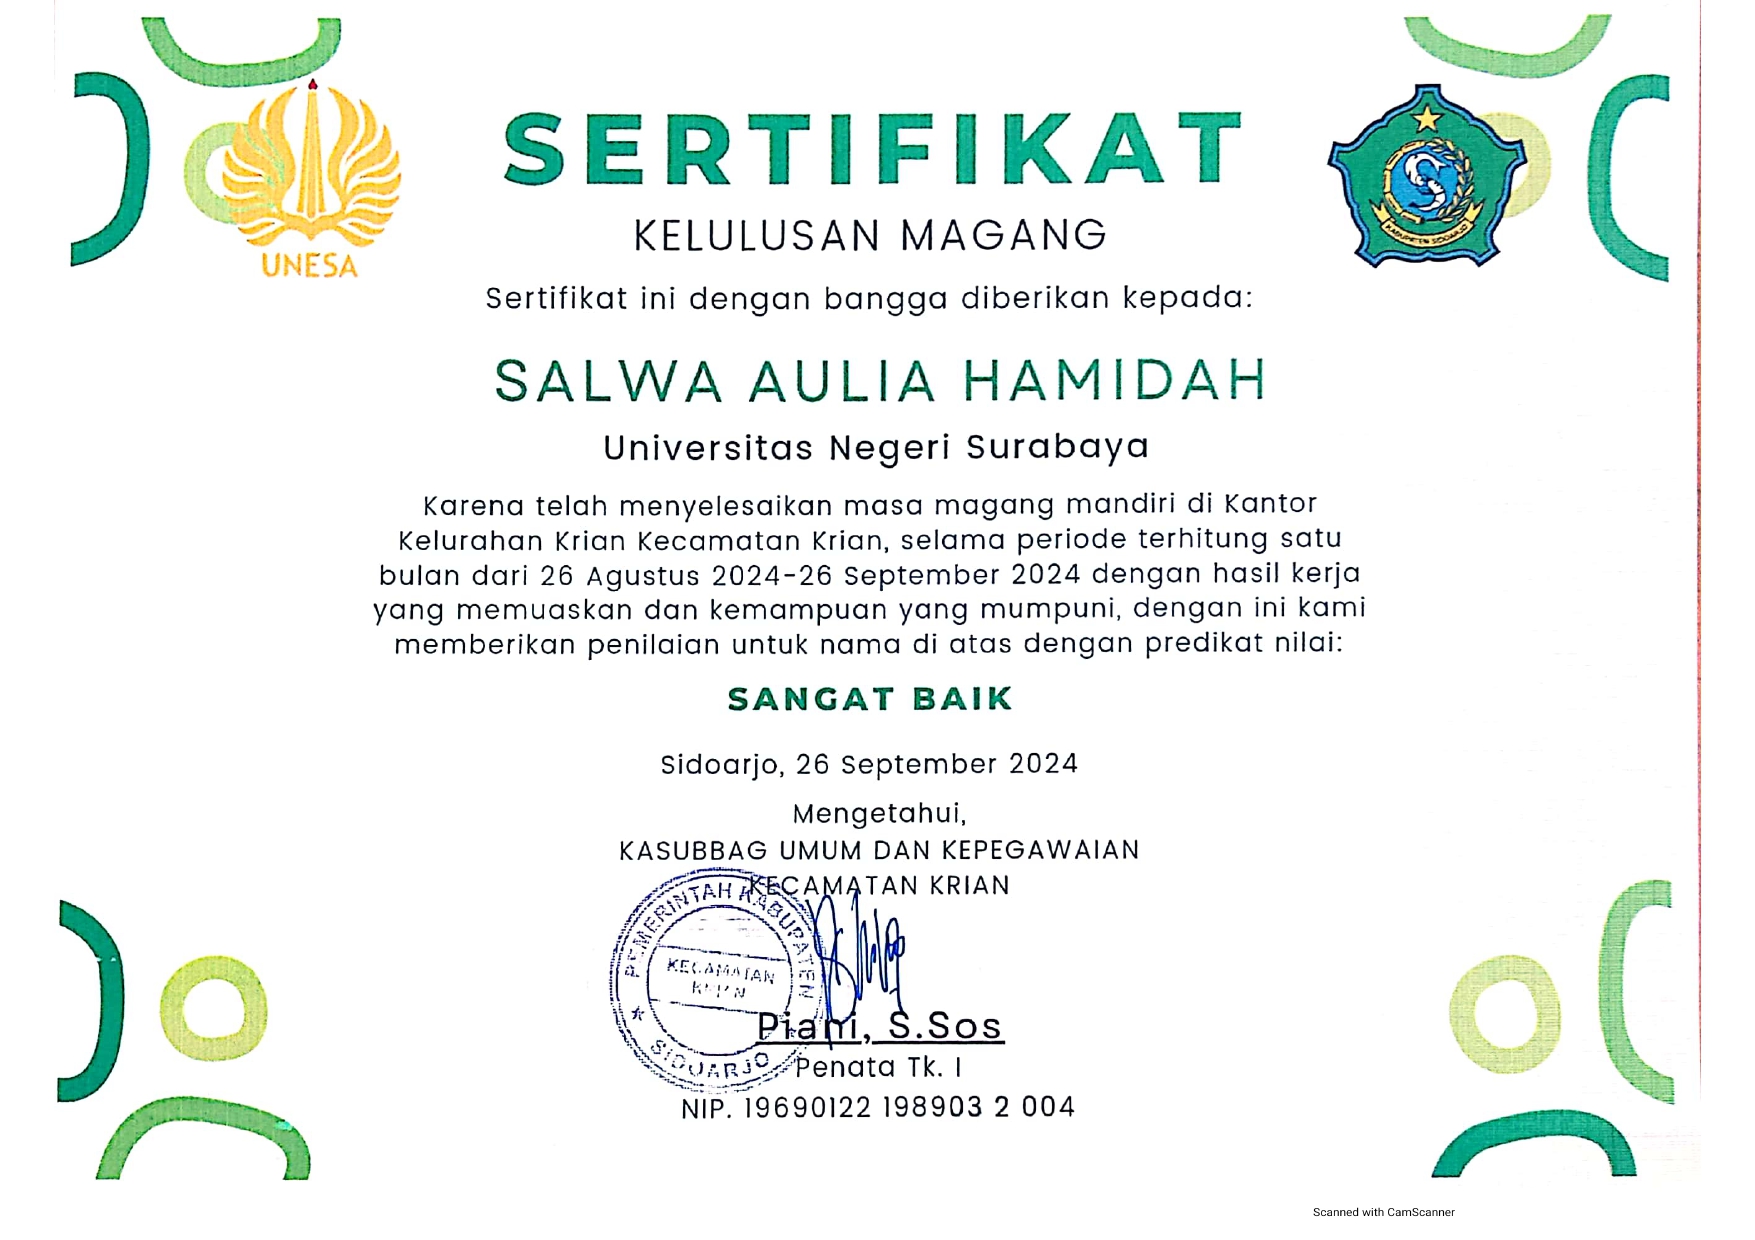 UNESA
SERTIFIKAT
KABUPATEN SIDOARJO
KELULUSAN MAGANG
Sertifikat ini dengan bangga diberikan kepada:
SALWA AULIA HAMIDAH
Universitas Negeri Surabaya
Karena telah menyelesaikan masa magang mandiri di Kantor
Kelurahan Krian Kecamatan Krian, selama periode terhitung satu
bulan dari 26 Agustus 2024-26 September 2024 dengan hasil kerja
yang memuaskan dan kemampuan yang mumpuni, dengan ini kami
memberikan penilaian untuk nama di atas dengan predikat nilai:
SANGAT BAIK
Sidoarjo, 26 September 2024
Mengetahui,
KASUBBAG UMUM DAN KEPEGAWAIAN
KECAMATAN KRIAN
PEMERINTAH KABUPATEN
KECAMATAN
KRIAN
SIDOARJO
Piani, S.Sos
Penata Tk. I
NIP. 19690122 198903 2 004
Scanned with CamScanner